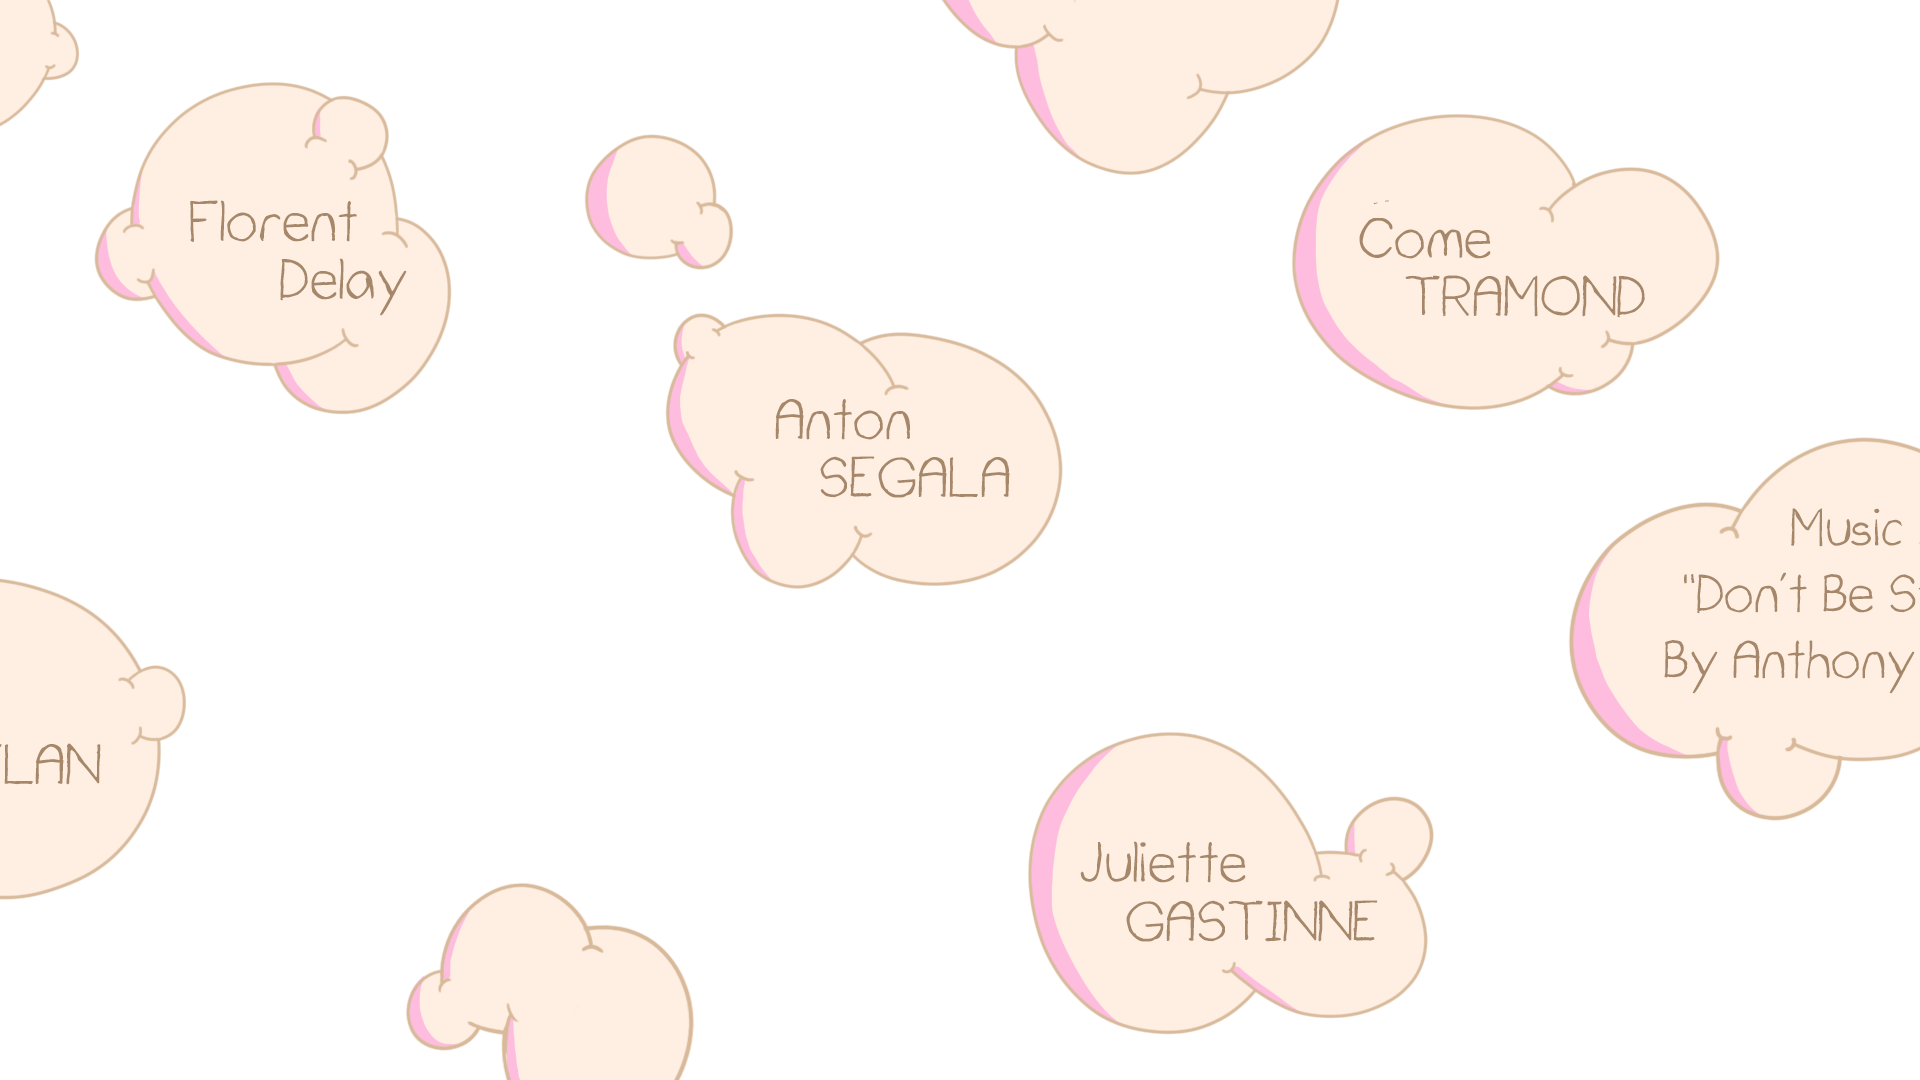 Florent
Delay
Come
TRAMOND
Anton
SEGALA
Music
"Don't Be
By Anthony
LAN
Juliette
GASTINNE